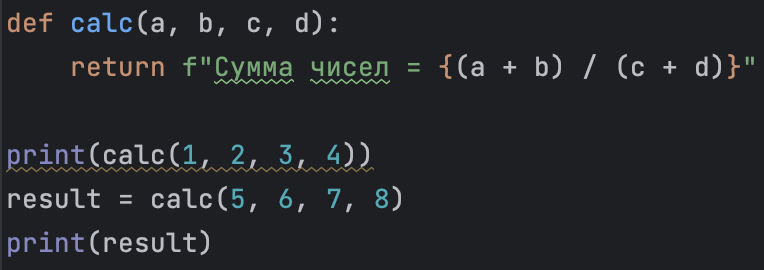 def calc(a, b, c, d):
    return f"Сумма чисел = {(a + b) / (c + d)}"
print(calc(1, 2, 3, 4))
result = calc(5, 6, 7, 8)
print(result)